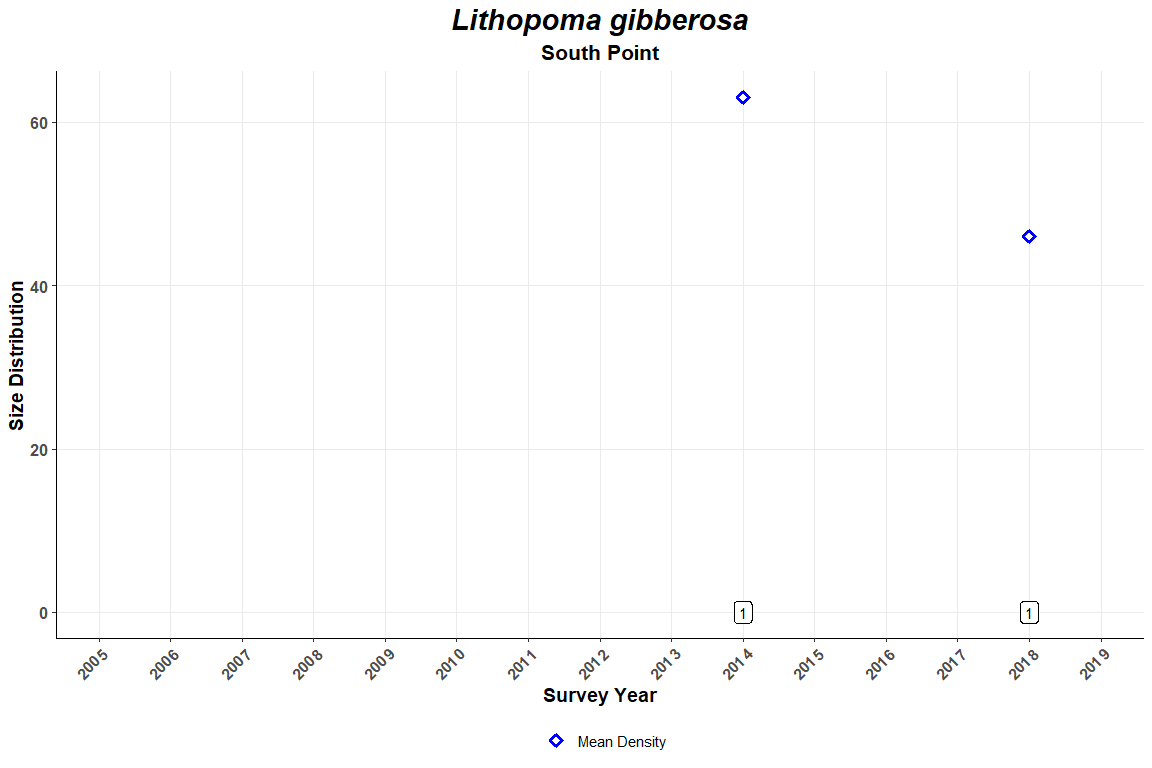 Lithopoma gibberosa
South Point
60
40
20
0
Size Distribution
1 1
2005 2006 2007 2008 2009 2010 2011 2012 2013 2014 2015 2016 2017 2018 2019
Survey Year
Mean Density